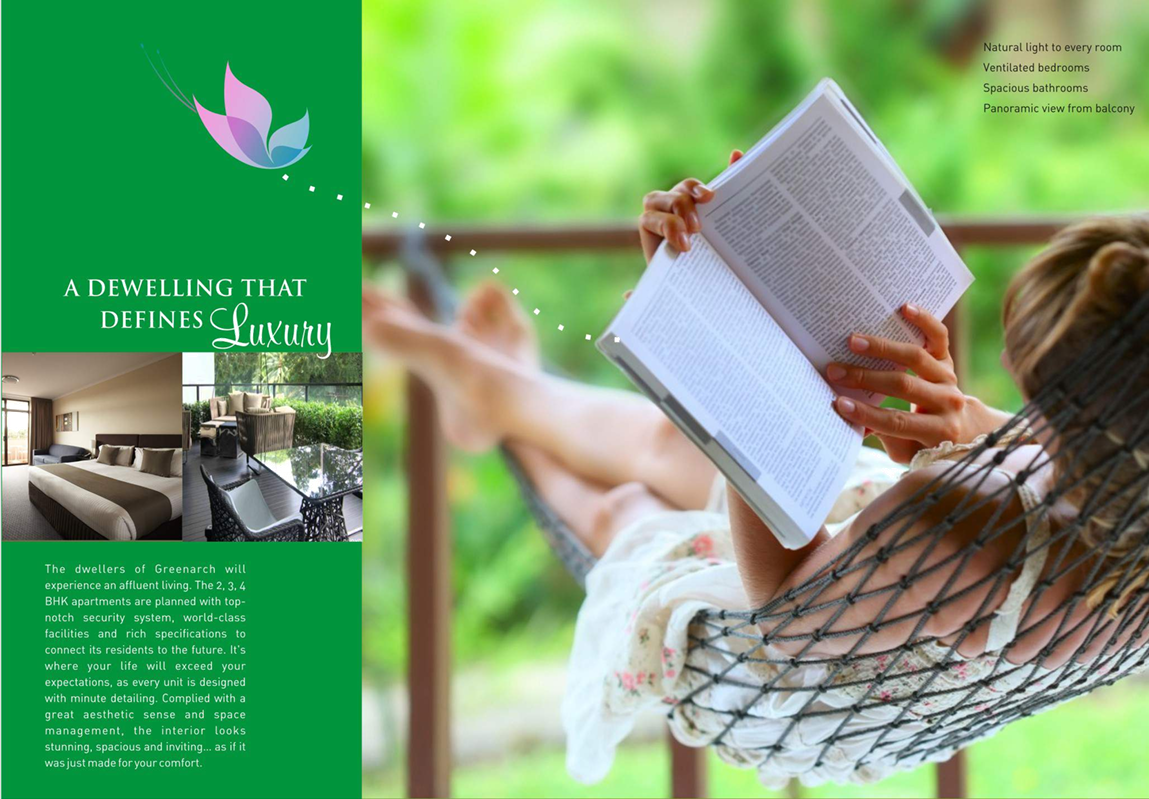 A DEWELLING THAT
DEFINES Luxury
The dwellers of Greenarch will
experience an affluent living. The 2, 3, 4
BHK apartments are planned with top-
notch security system, world-class
facilities and rich specifications to
connect its residents to the future. It's
where your life will exceed your
expectations, as every unit is designed
with minute detailing. Complied with a
great aesthetic sense and space
management, the interior looks
stunning, spacious and inviting... as if it
was just made for your comfort.
Natural light to every room
Ventilated bedrooms
Spacious bathrooms
Panoramic view from balcony